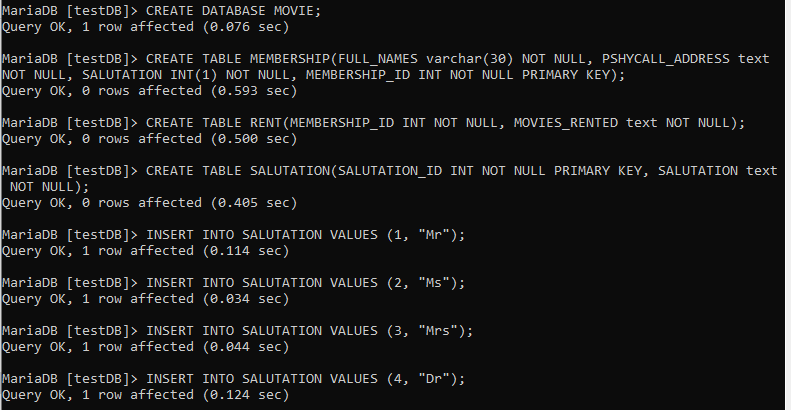 MariaDB [testDB]> CREATE DATABASE MOVIE;
Query OK, 1 row affected (0.076 sec)
MariaDB [testDB]> CREATE TABLE MEMBERSHIP(FULL_NAMES varchar(30) NOT NULL, PSHYCALL_ADDRESS text
NOT NULL, SALUTATION INT(1) NOT NULL, MEMBERSHIP_ID INT NOT NULL PRIMARY KEY);
Query OK, 0 rows affected (0.593 sec)
MariaDB [testDB]> CREATE TABLE RENT(MEMBERSHIP_ID INT NOT NULL, MOVIES_RENTED text NOT NULL);
Query OK, 0 rows affected (0.500 sec)
MariaDB [testDB]> CREATE TABLE SALUTATION(SALUTATION_ID INT NOT NULL PRIMARY KEY, SALUTATION text
NOT NULL);
Query OK, 0 rows affected (0.405 sec)
MariaDB [testDB]> INSERT INTO SALUTATION VALUES (1, "Mr");
Query OK, 1 row affected (0.114 sec)
MariaDB [testDB]> INSERT INTO SALUTATION VALUES (2, "Ms");
Query OK, 1 row affected (0.034 sec)
MariaDB [testDB]> INSERT INTO SALUTATION VALUES (3, "Mrs");
Query OK, 1 row affected (0.044 sec)
MariaDB [testDB]> INSERT INTO SALUTATION VALUES (4, "Dr");
Query OK, 1 row affected (0.124 sec)